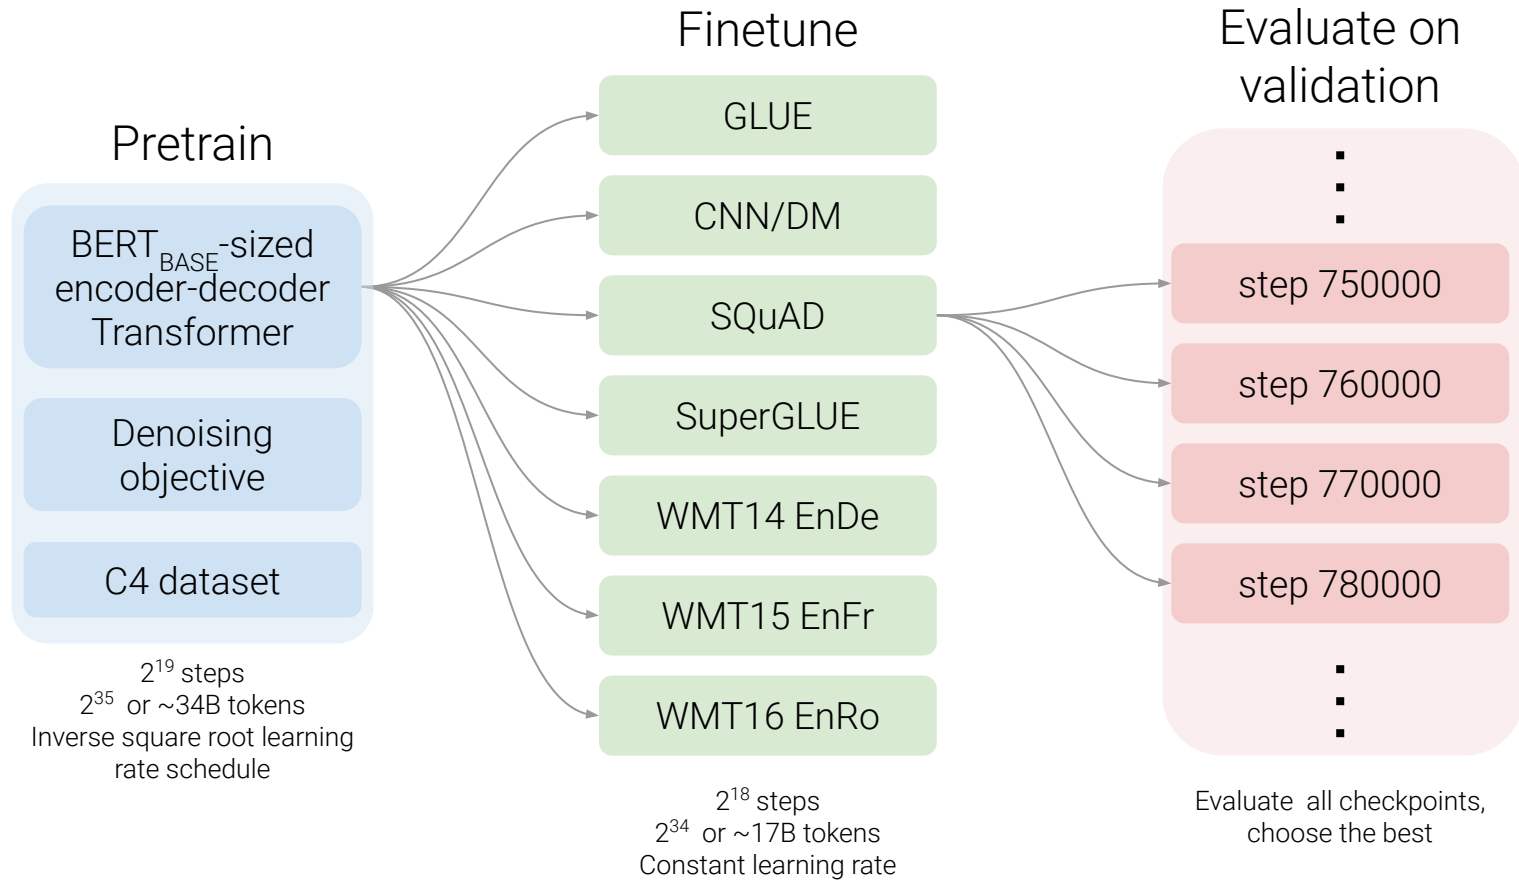 Pretrain
BERT_BASE-sized
encoder-decoder
Transformer
Denoising
objective
C4 dataset
2^19 steps
2^35 or ~34B tokens
Inverse square root learning
rate schedule
Finetune
GLUE
CNN/DM
SQuAD
SuperGLUE
WMT14 EnDe
WMT15 EnFr
WMT16 EnRo
2^18 steps
2^34 or ~17B tokens
Constant learning rate
Evaluate on
validation
step 750000
step 760000
step 770000
step 780000
Evaluate all checkpoints,
choose the best